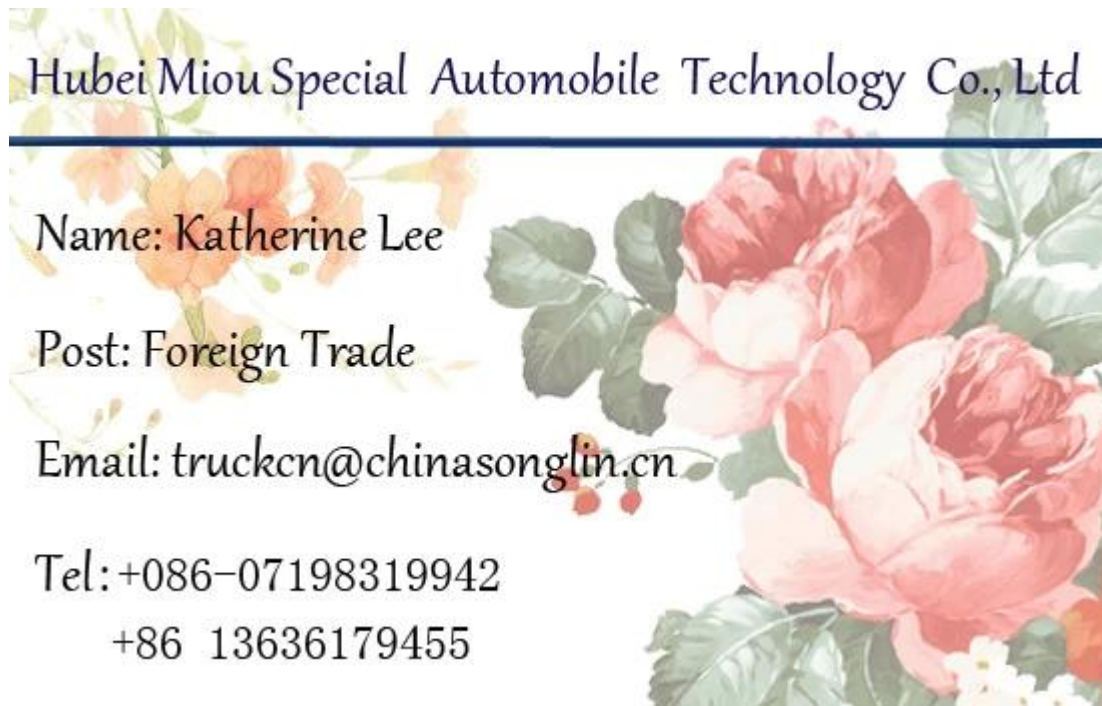 Hubei Miou Special Automobile Technology Co., Ltd
Name: Katherine Lee
Post: Foreign Trade
Email: truckcn@chinasonglin.cn
Tel: +086-07198319942
+86 13636179455